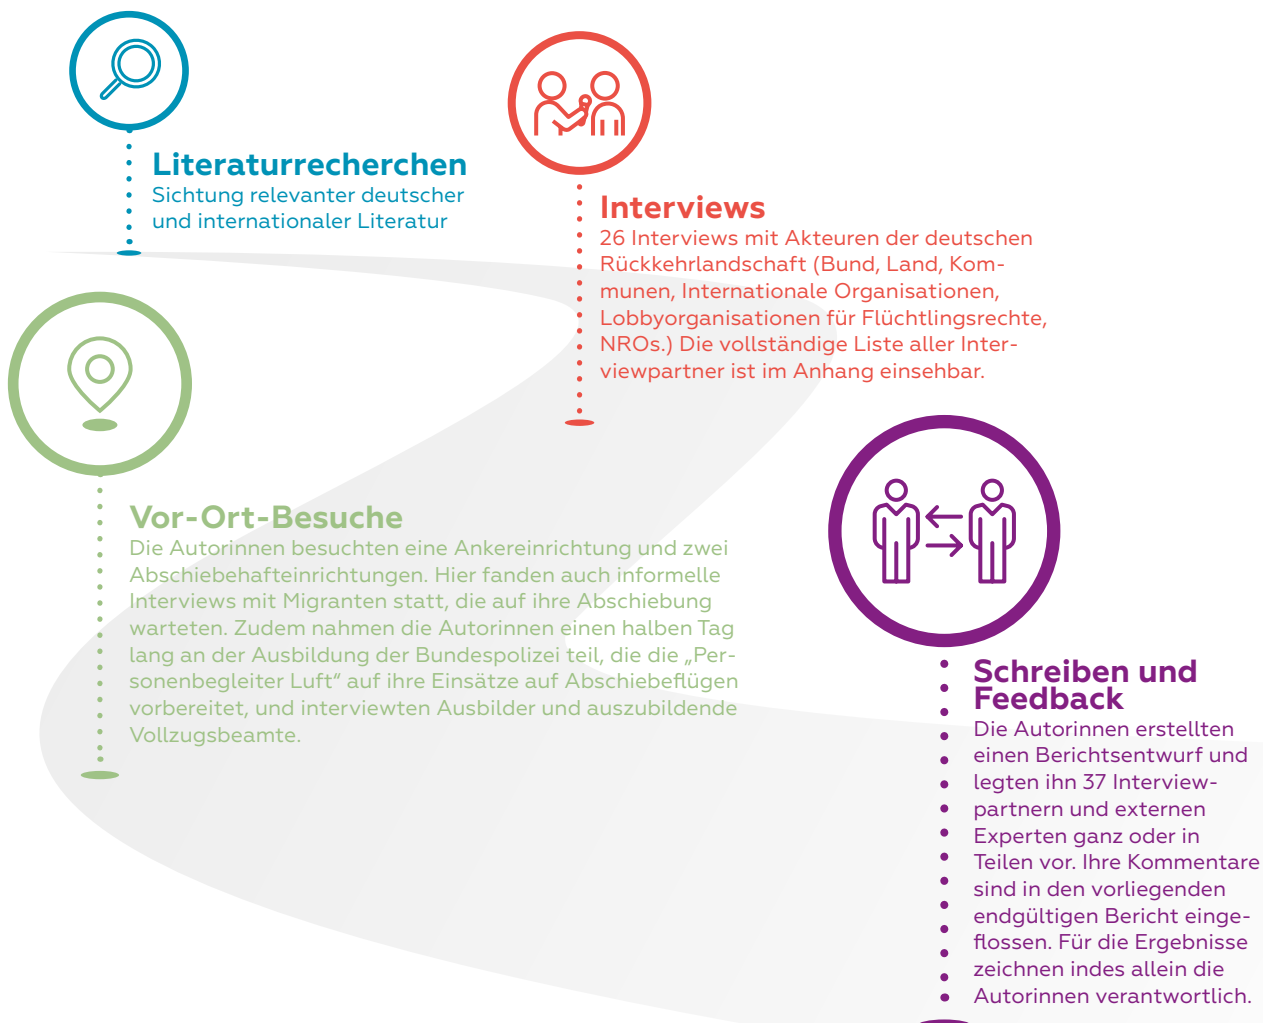 Literaturrecherchen
Sichtung relevanter deutscher
und internationaler Literatur
Interviews
26 Interviews mit Akteuren der deutschen
Rückkehrlandschaft (Bund, Land, Kom-
munen, Internationale Organisationen,
Lobbyorganisationen für Flüchtlingsrechte,
NROs.) Die vollständige Liste aller Inter-
viewpartner ist im Anhang einsehbar.
Vor-Ort-Besuche
Die Autorinnen besuchten eine Ankereinrichtung und zwei
Abschiebehafteinrichtungen. Hier fanden auch informelle
Interviews mit Migranten statt, die auf ihre Abschiebung
warteten. Zudem nahmen die Autorinnen einen halben Tag
lang an der Ausbildung der Bundespolizei teil, die die „Per-
sonenbegleiter Luft“ auf ihre Einsätze auf Abschiebeflügen
vorbereitet, und interviewten Ausbilder und auszubildende
Vollzugsbeamte.
Schreiben und
Feedback
Die Autorinnen erstellten
einen Berichtsentwurf und
legten ihn 37 Interview-
partnern und externen
Experten ganz oder in
Teilen vor. Ihre Kommentare
sind in den vorliegenden
endgültigen Bericht einge-
flossen. Für die Ergebnisse
zeichnen indes allein die
Autorinnen verantwortlich.